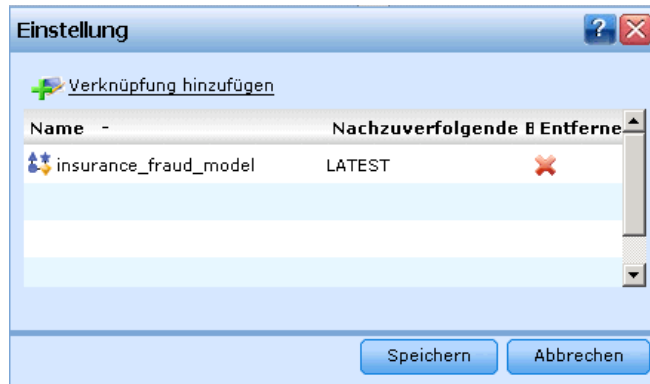 Einstellung
?
Verknüpfung hinzufügen
Name - Nachzuverfolgende B Entferne
insurance_fraud_model LATEST
Speichern Abbrechen